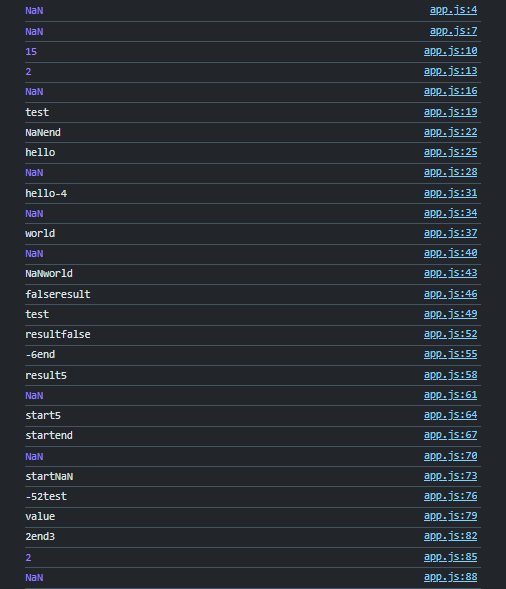 NaN app.js:4
NaN app.js:7
15 app.js:10
2 app.js:13
NaN app.js:16
test app.js:19
NaNend app.js:22
hello app.js:25
NaN app.js:28
hello-4 app.js:31
NaN app.js:34
world app.js:37
NaN app.js:40
NaNworld app.js:43
falseresult app.js:46
test app.js:49
resultfalse app.js:52
-6end app.js:55
result5 app.js:58
NaN app.js:61
start5 app.js:64
startend app.js:67
NaN app.js:70
startNaN app.js:73
-52test app.js:76
value app.js:79
2end3 app.js:82
2 app.js:85
NaN app.js:88